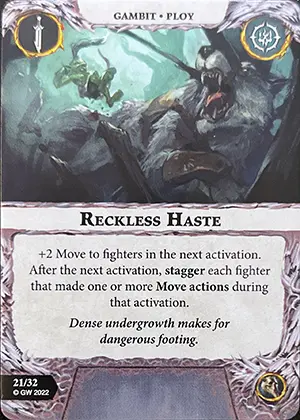 GAMBIT • PLOY
RECKLESS HASTE
+2 Move to fighters in the next activation.
After the next activation, stagger each fighter
that made one or more Move actions during
that activation.
Dense undergrowth makes for
dangerous footing.
21/32
© GW 2022